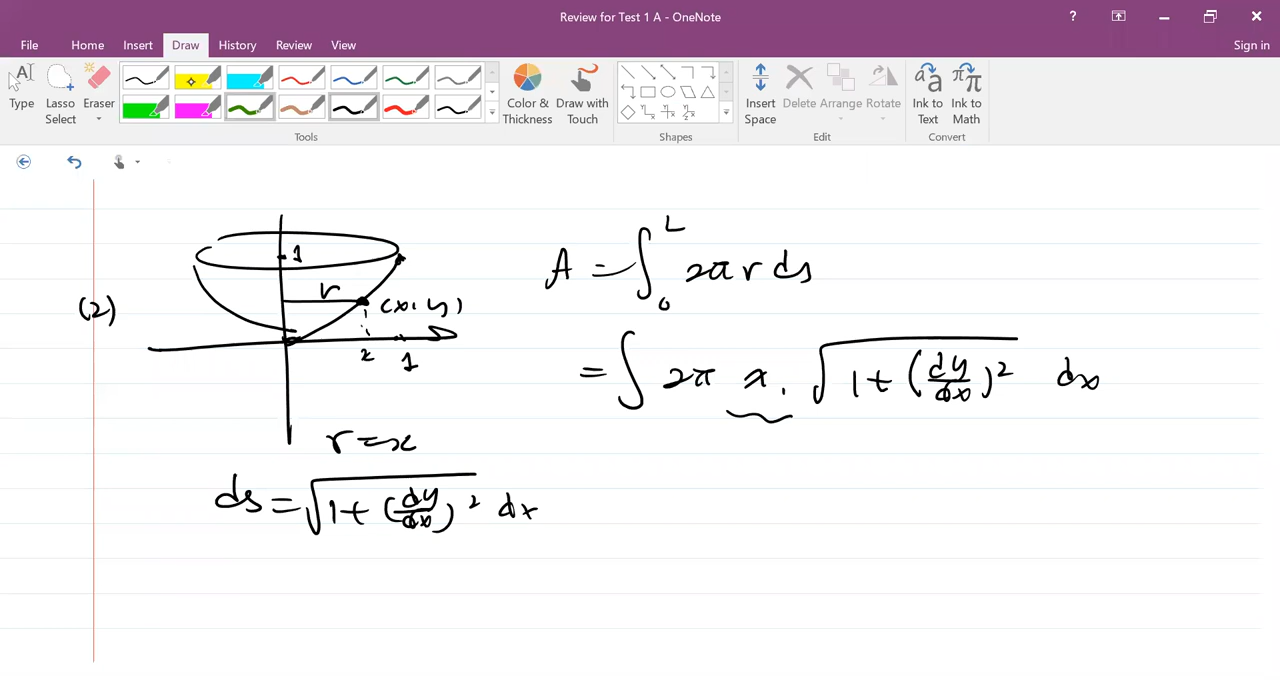 Review for Test 1 A - OneNote
?
File Home Insert Draw History Review View
Sign in
Type Lasso Select Eraser
Color & Thickness Draw with Touch
Insert Space Delete Arrange Rotate
Ink to Text Ink to Math
Tools Shapes Edit Convert
(2)
1
r
(x, y)
x 1
r = x
ds = √(1 + (dy/dx)²) dx
A = ∫₀ᴸ 2π r ds
= ∫ 2π x · √(1 + (dy/dx)²) dx